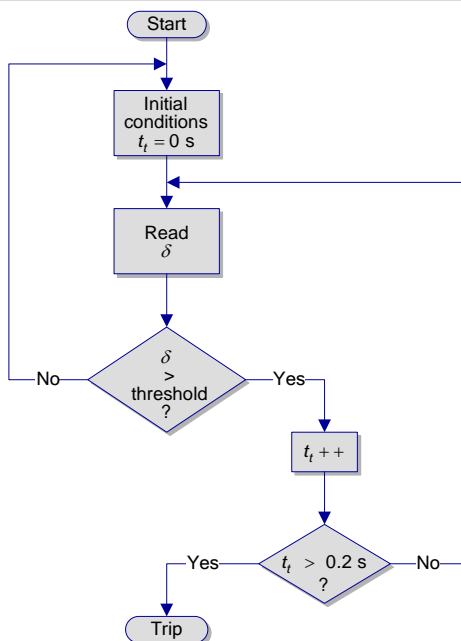 Start
Initial
conditions
t_t = 0 s
Read
δ
δ
>
threshold
?
No
Yes
t_t ++
t_t > 0.2 s
?
Yes
No
Trip